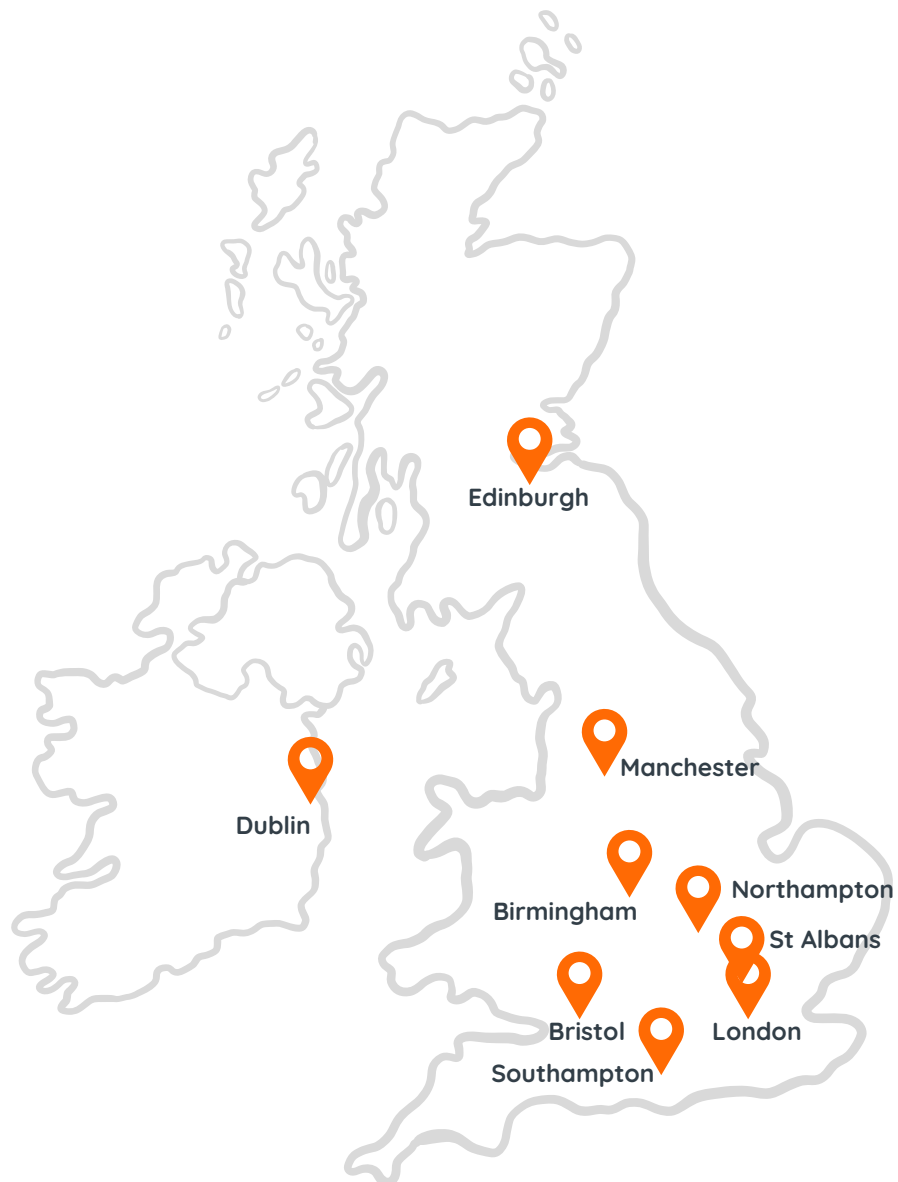 Edinburgh
Manchester
Dublin
Northampton
Birmingham
St Albans
Bristol
London
Southampton